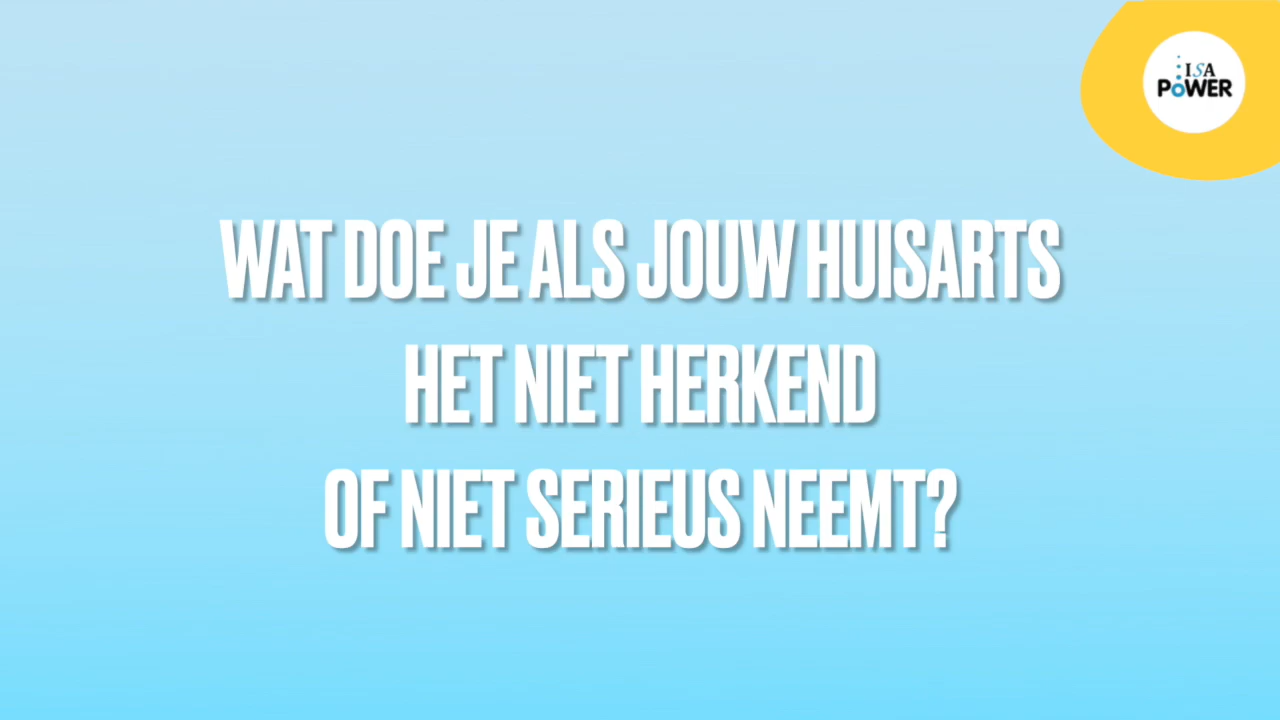 ISA
POWER
WAT DOE JE ALS JOUW HUISARTS
HET NIET HERKEND
OF NIET SERIEUS NEEMT?